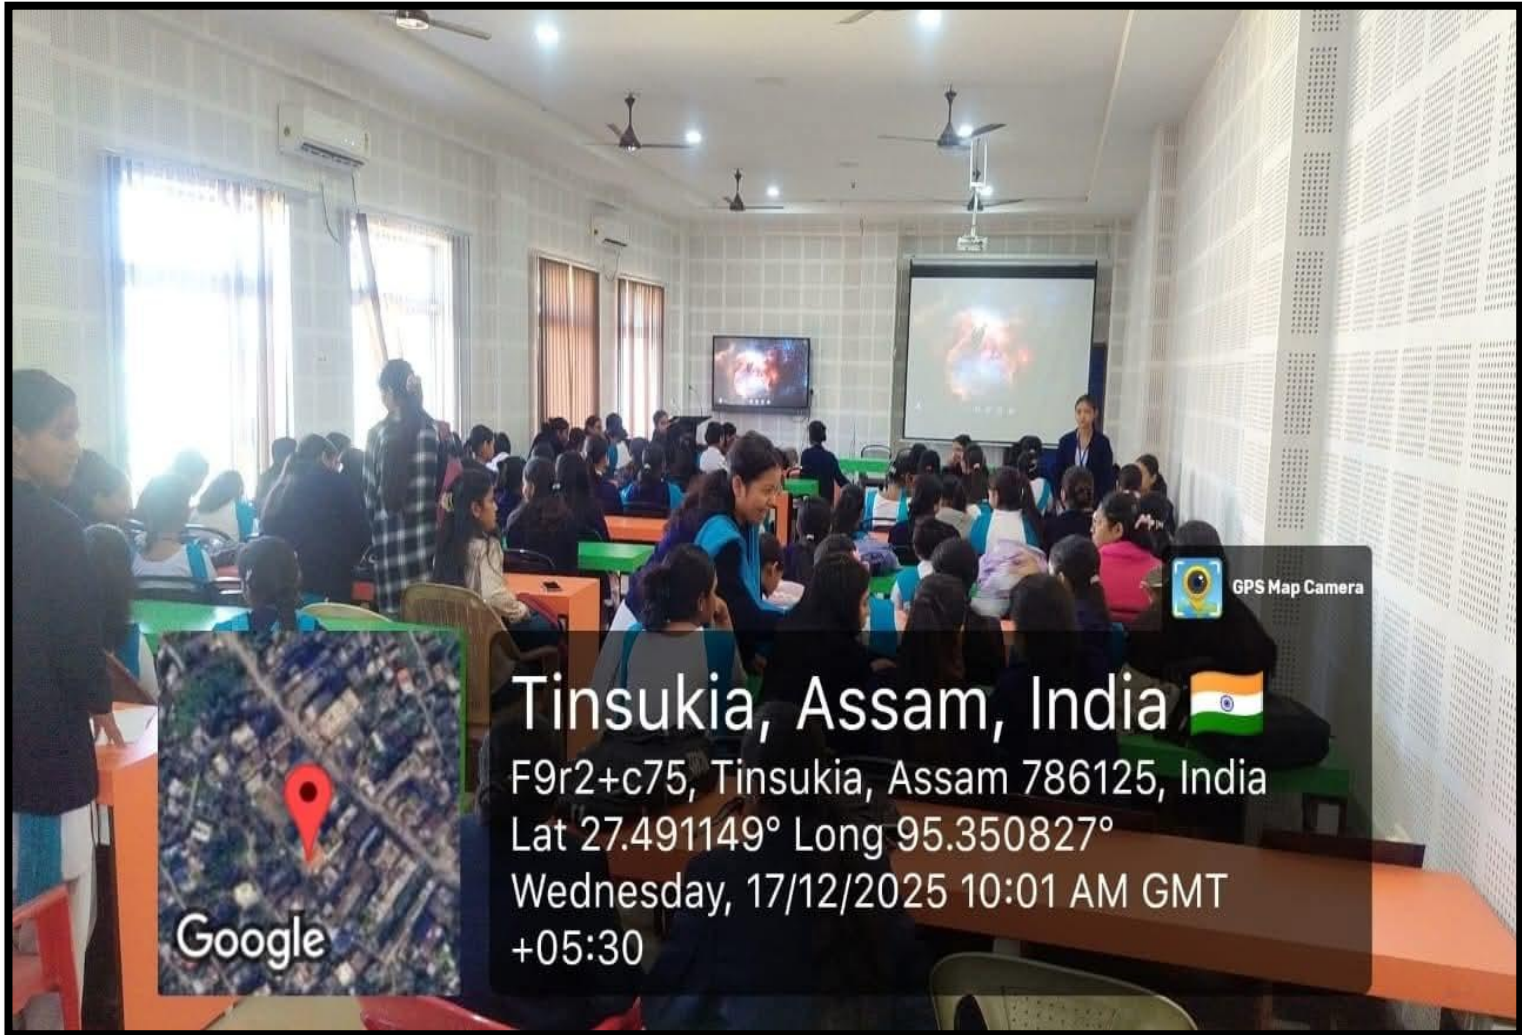 GPS Map Camera
Tinsukia, Assam, India
F9r2+c75, Tinsukia, Assam 786125, India
Lat 27.491149° Long 95.350827°
Wednesday, 17/12/2025 10:01 AM GMT
+05:30
Google